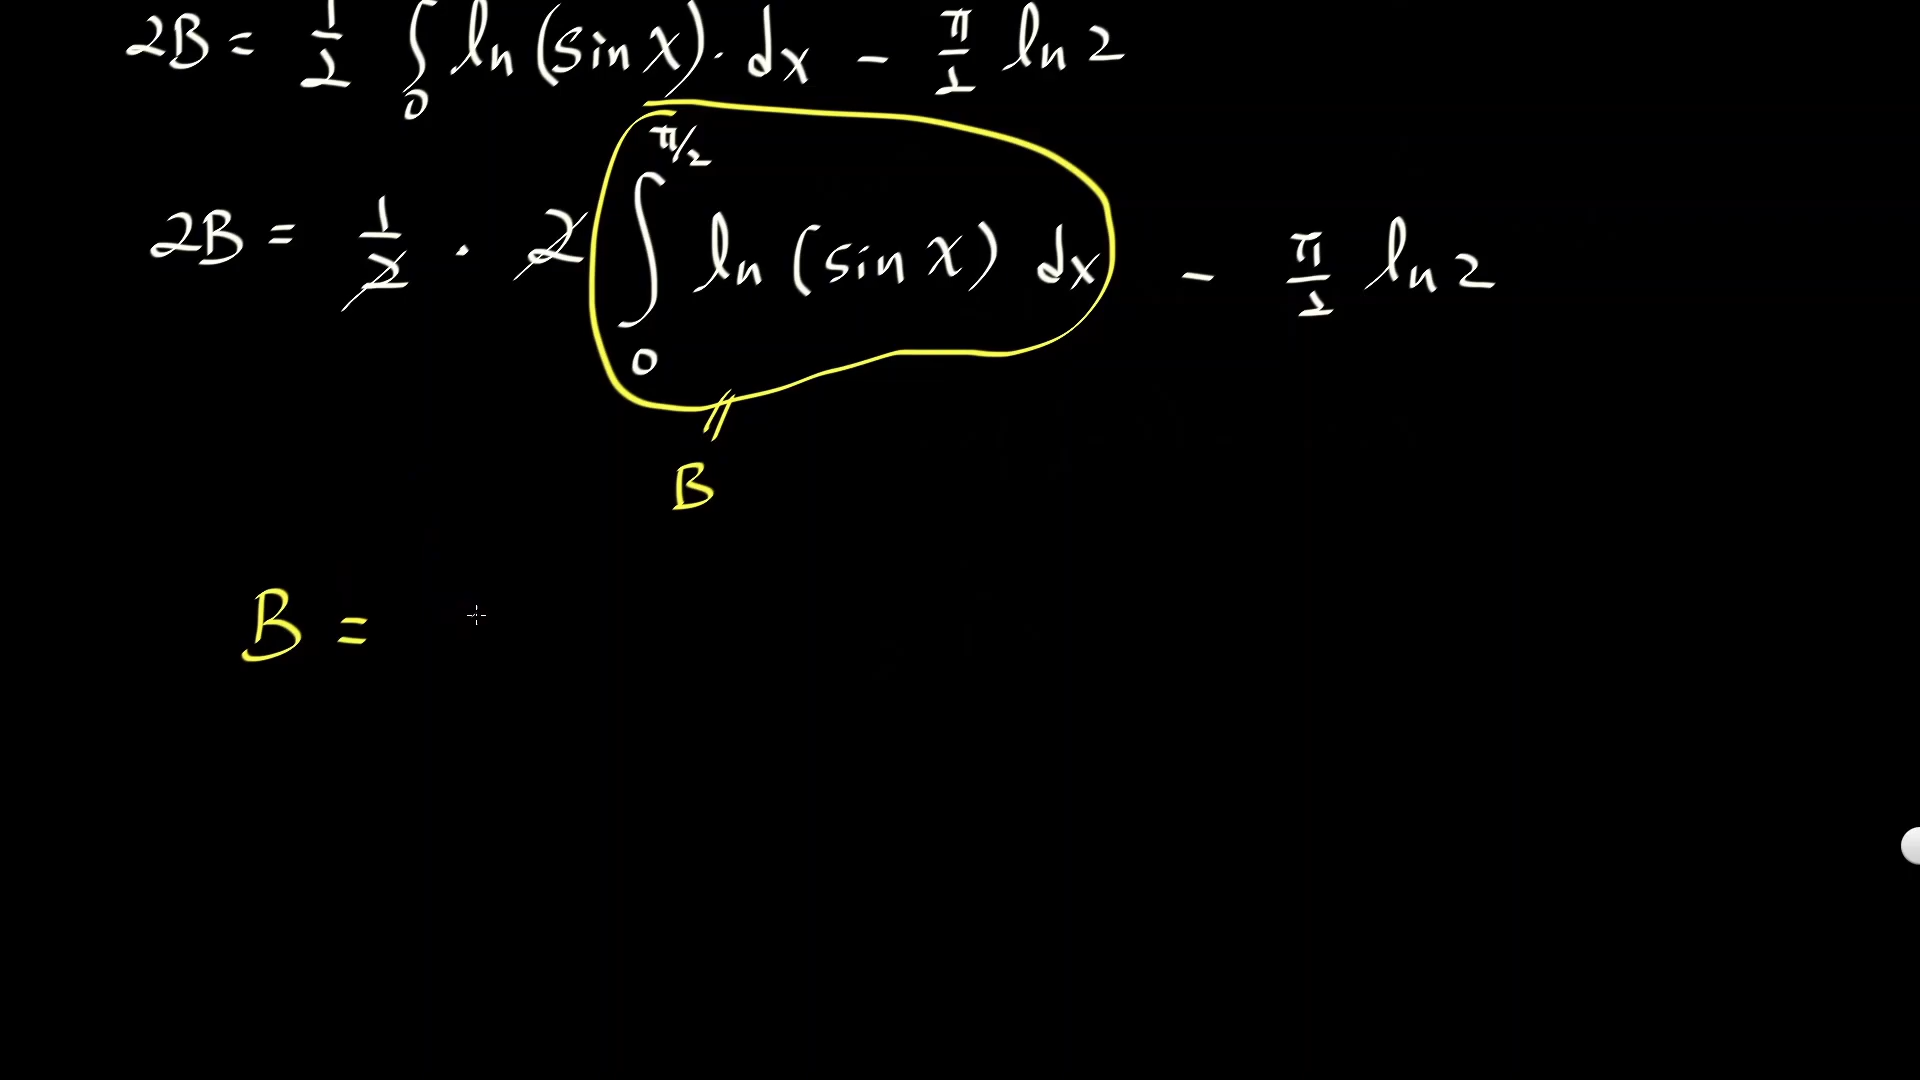 2B = 1/2 ∫₀ ln (sin x) · dx − π/2 ln 2
2B = 1/2 · 2 ∫₀^π/2 ln (sin x) dx − π/2 ln 2
B
B =